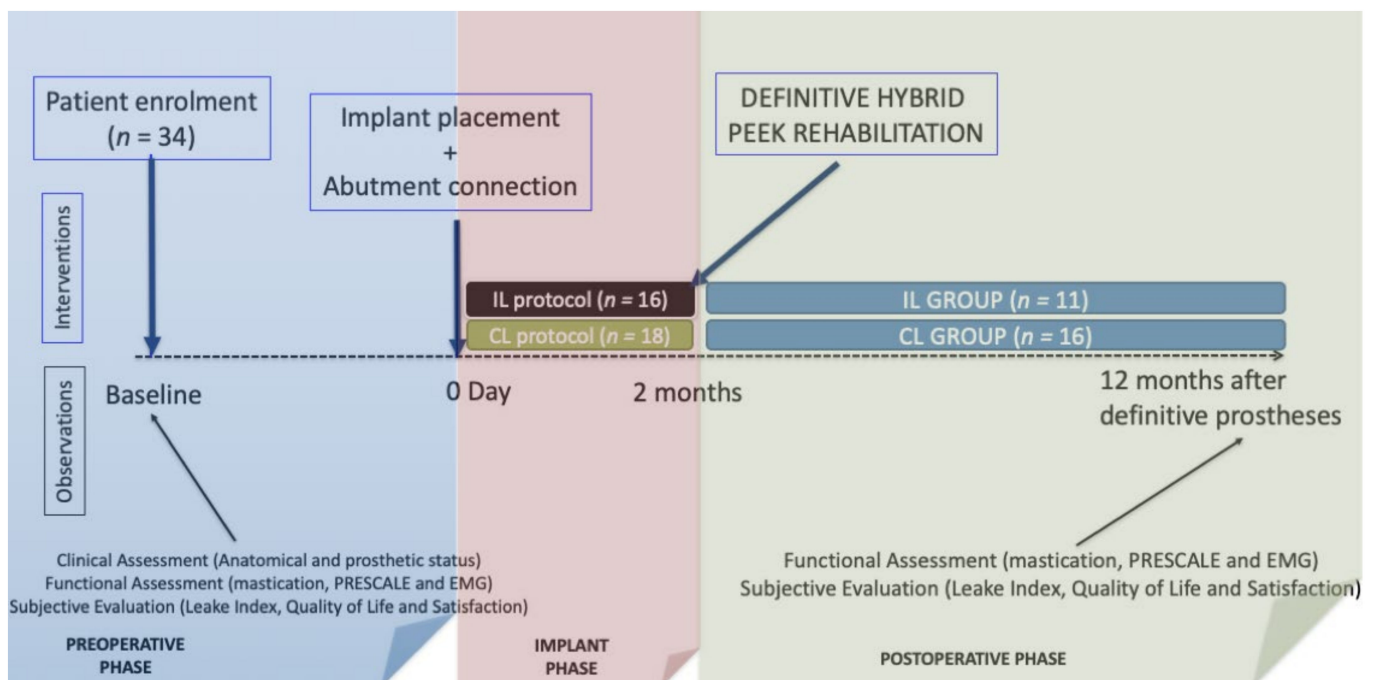 Patient enrolment
(n = 34)
Implant placement
+
Abutment connection
DEFINITIVE HYBRID
PEEK REHABILITATION
Interventions
IL protocol (n = 16)
IL GROUP (n = 11)
CL protocol (n = 18)
CL GROUP (n = 16)
Observations
Baseline
0 Day
2 months
12 months after
definitive prostheses
Clinical Assessment (Anatomical and prosthetic status)
Functional Assessment (mastication, PRESCALE and EMG)
Subjective Evaluation (Leake Index, Quality of Life and Satisfaction)
Functional Assessment (mastication, PRESCALE and EMG)
Subjective Evaluation (Leake Index, Quality of Life and Satisfaction)
PREOPERATIVE
PHASE
IMPLANT
PHASE
POSTOPERATIVE PHASE